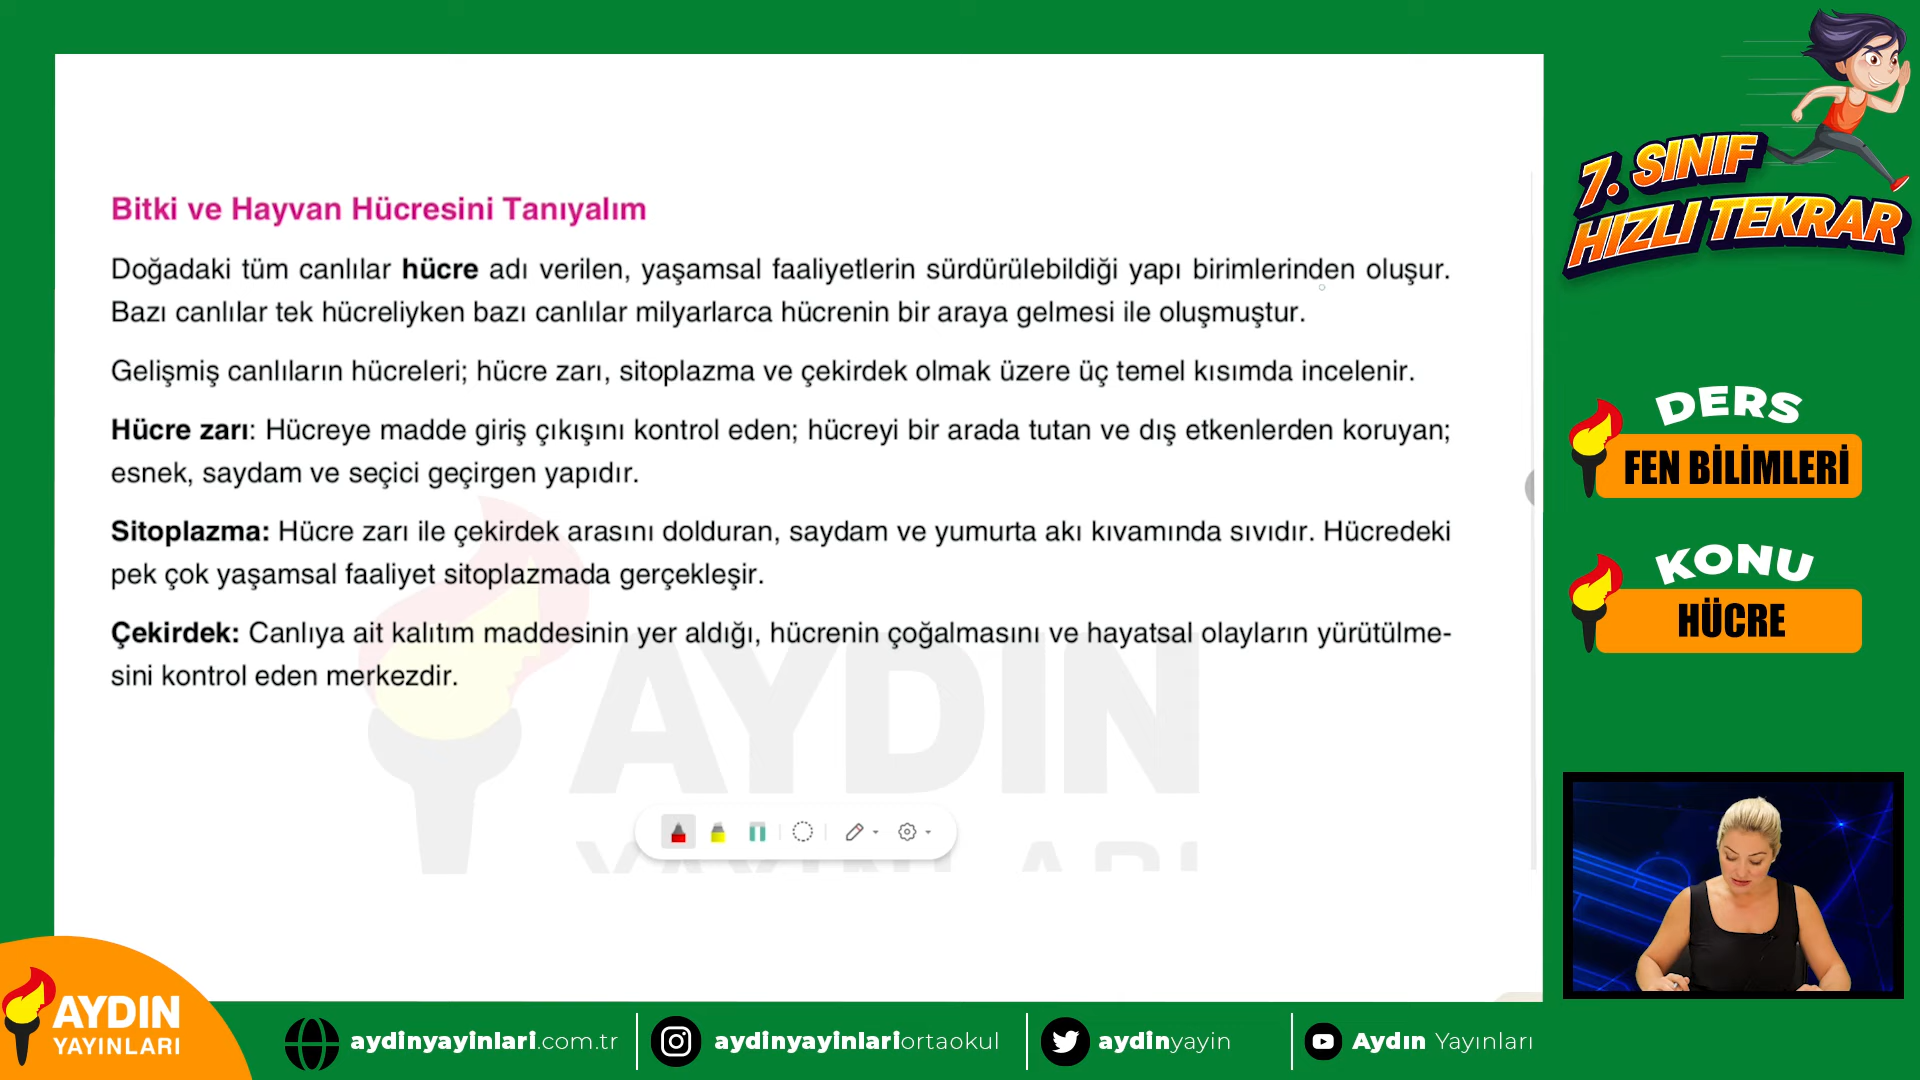 7. SINIF
HIZLI TEKRAR
Bitki ve Hayvan Hücresini Tanıyalım
Doğadaki tüm canlılar hücre adı verilen, yaşamsal faaliyetlerin sürdürülebildiği yapı birimlerinden oluşur.
Bazı canlılar tek hücreliyken bazı canlılar milyarlarca hücrenin bir araya gelmesi ile oluşmuştur.
Gelişmiş canlıların hücreleri; hücre zarı, sitoplazma ve çekirdek olmak üzere üç temel kısımda incelenir.
Hücre zarı: Hücreye madde giriş çıkışını kontrol eden; hücreyi bir arada tutan ve dış etkenlerden koruyan;
esnek, saydam ve seçici geçirgen yapıdır.
Sitoplazma: Hücre zarı ile çekirdek arasını dolduran, saydam ve yumurta akı kıvamında sıvıdır. Hücredeki
pek çok yaşamsal faaliyet sitoplazmada gerçekleşir.
Çekirdek: Canlıya ait kalıtım maddesinin yer aldığı, hücrenin çoğalmasını ve hayatsal olayların yürütülme-
sini kontrol eden merkezdir.
AYDIN
YAYINLARI
DERS
FEN BİLİMLERİ
KONU
HÜCRE
AYDIN
YAYINLARI
aydinyayinlari.com.tr
aydinyayinlariortaokul
aydinyayin
Aydın Yayınları